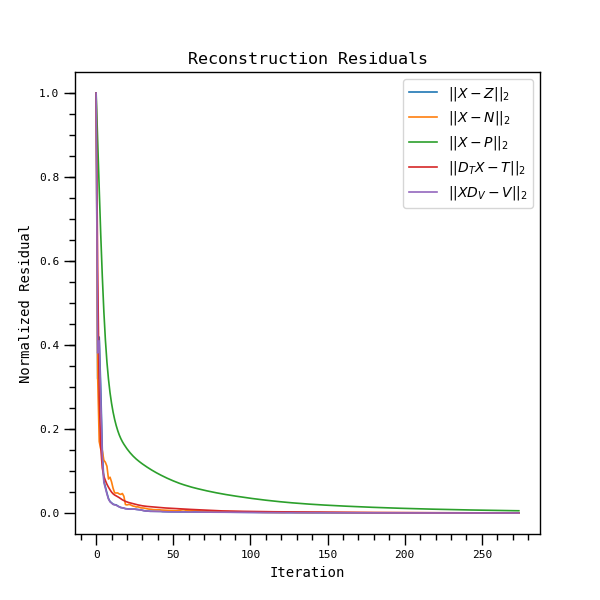 Reconstruction Residuals
||X − Z||₂
||X − N||₂
||X − P||₂
||D_T X − T||₂
||XD_V − V||₂
1.0
0.8
0.6
0.4
0.2
0.0
Normalized Residual
0 50 100 150 200 250
Iteration